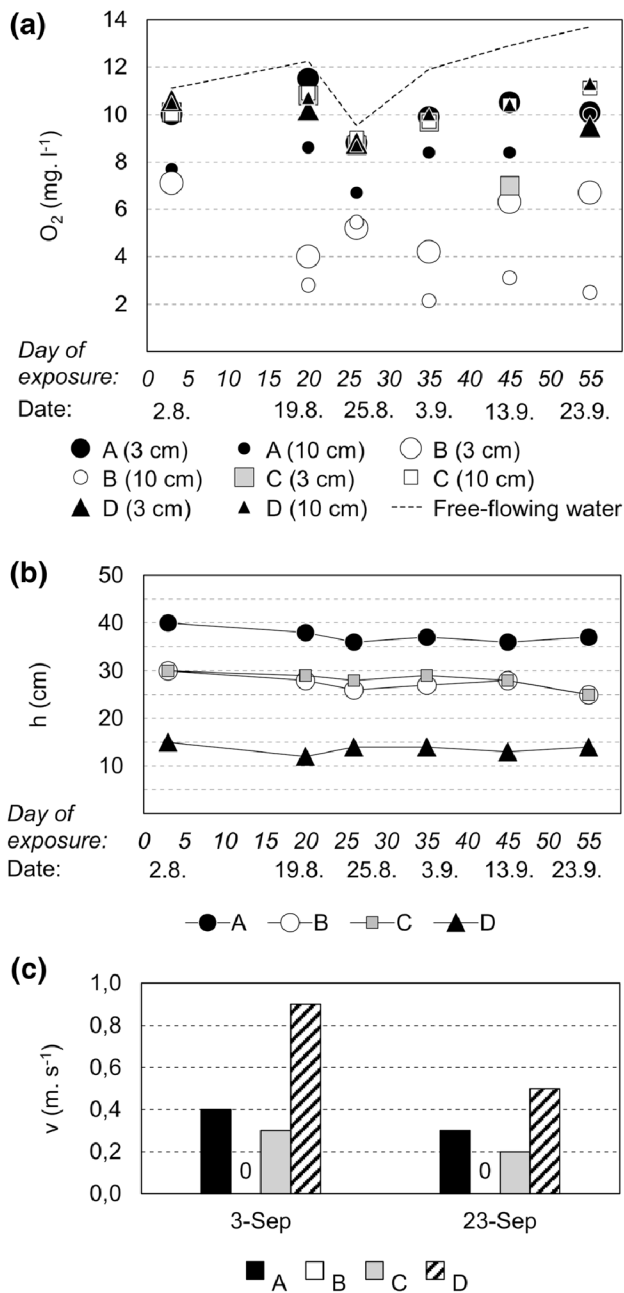 (a)
14
12
10
8
6
4
2
O2 (mg. l-1)
Day of
exposure: 0 5 10 15 20 25 30 35 40 45 50 55
Date: 2.8. 19.8. 25.8. 3.9. 13.9. 23.9.
A (3 cm) A (10 cm) B (3 cm)
B (10 cm) C (3 cm) C (10 cm)
D (3 cm) D (10 cm) Free-flowing water
(b)
50
40
30
20
10
h (cm)
Day of
exposure: 0 5 10 15 20 25 30 35 40 45 50 55
Date: 2.8. 19.8. 25.8. 3.9. 13.9. 23.9.
A B C D
(c)
1,0
0,8
0,6
0,4
0,2
0,0
v (m. s-1)
0 0
3-Sep 23-Sep
A B C D